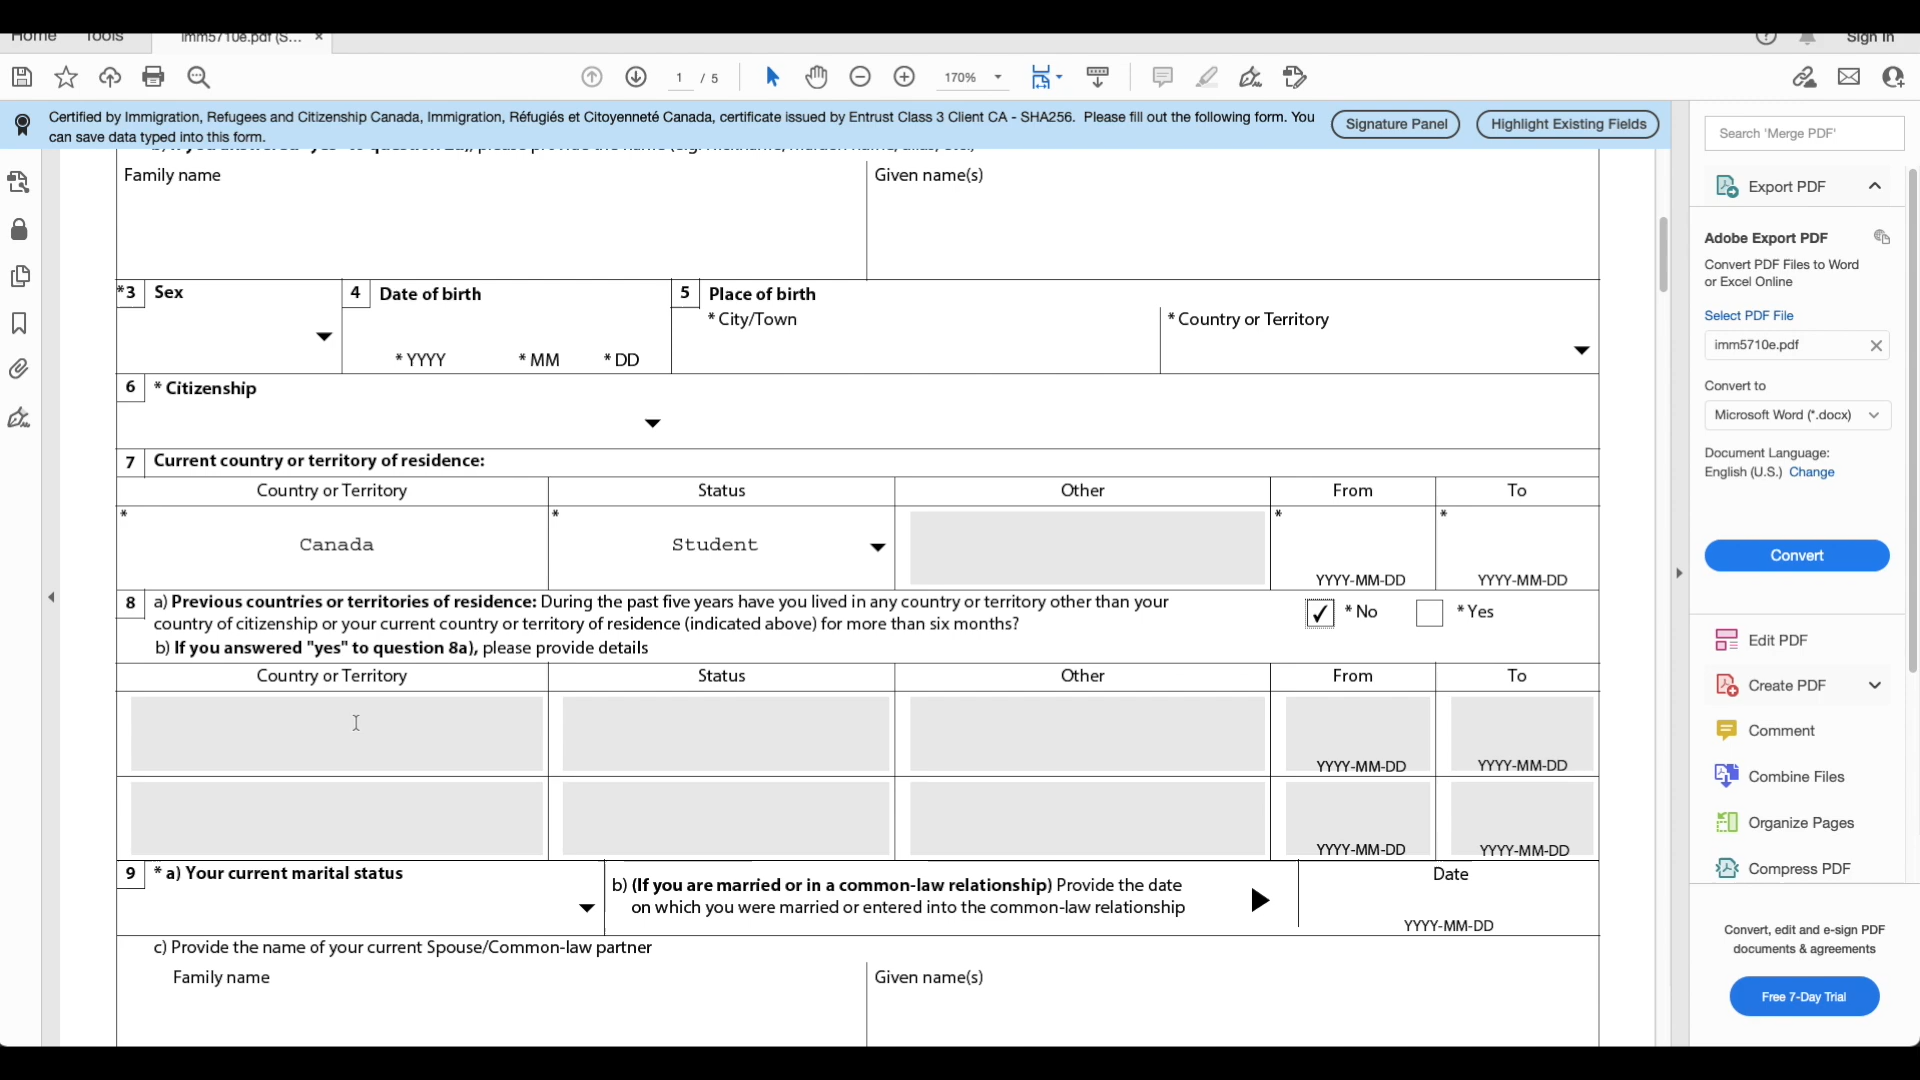 Home Tools imm5710e.pdf (S... × Sign In
1 / 5 170%
Certified by Immigration, Refugees and Citizenship Canada, Immigration, Réfugiés et Citoyenneté Canada, certificate issued by Entrust Class 3 Client CA - SHA256. Please fill out the following form. You
can save data typed into this form.
Signature Panel
Highlight Existing Fields
Family name
Given name(s)
*3 Sex
4 Date of birth
* YYYY * MM * DD
5 Place of birth
* City/Town
* Country or Territory
6 * Citizenship
7 Current country or territory of residence:
Country or Territory Status Other From To
* * * *
Canada Student
YYYY-MM-DD YYYY-MM-DD
8 a) Previous countries or territories of residence: During the past five years have you lived in any country or territory other than your
country of citizenship or your current country or territory of residence (indicated above) for more than six months?
* No * Yes
b) If you answered "yes" to question 8a), please provide details
Country or Territory Status Other From To
YYYY-MM-DD YYYY-MM-DD
YYYY-MM-DD YYYY-MM-DD
9 * a) Your current marital status
b) (If you are married or in a common-law relationship) Provide the date
on which you were married or entered into the common-law relationship
Date
YYYY-MM-DD
c) Provide the name of your current Spouse/Common-law partner
Family name
Given name(s)
Search 'Merge PDF'
Export PDF
Adobe Export PDF
Convert PDF Files to Word
or Excel Online
Select PDF File
imm5710e.pdf
Convert to
Microsoft Word (*.docx)
Document Language:
English (U.S.) Change
Convert
Edit PDF
Create PDF
Comment
Combine Files
Organize Pages
Compress PDF
Convert, edit and e-sign PDF
documents & agreements
Free 7-Day Trial